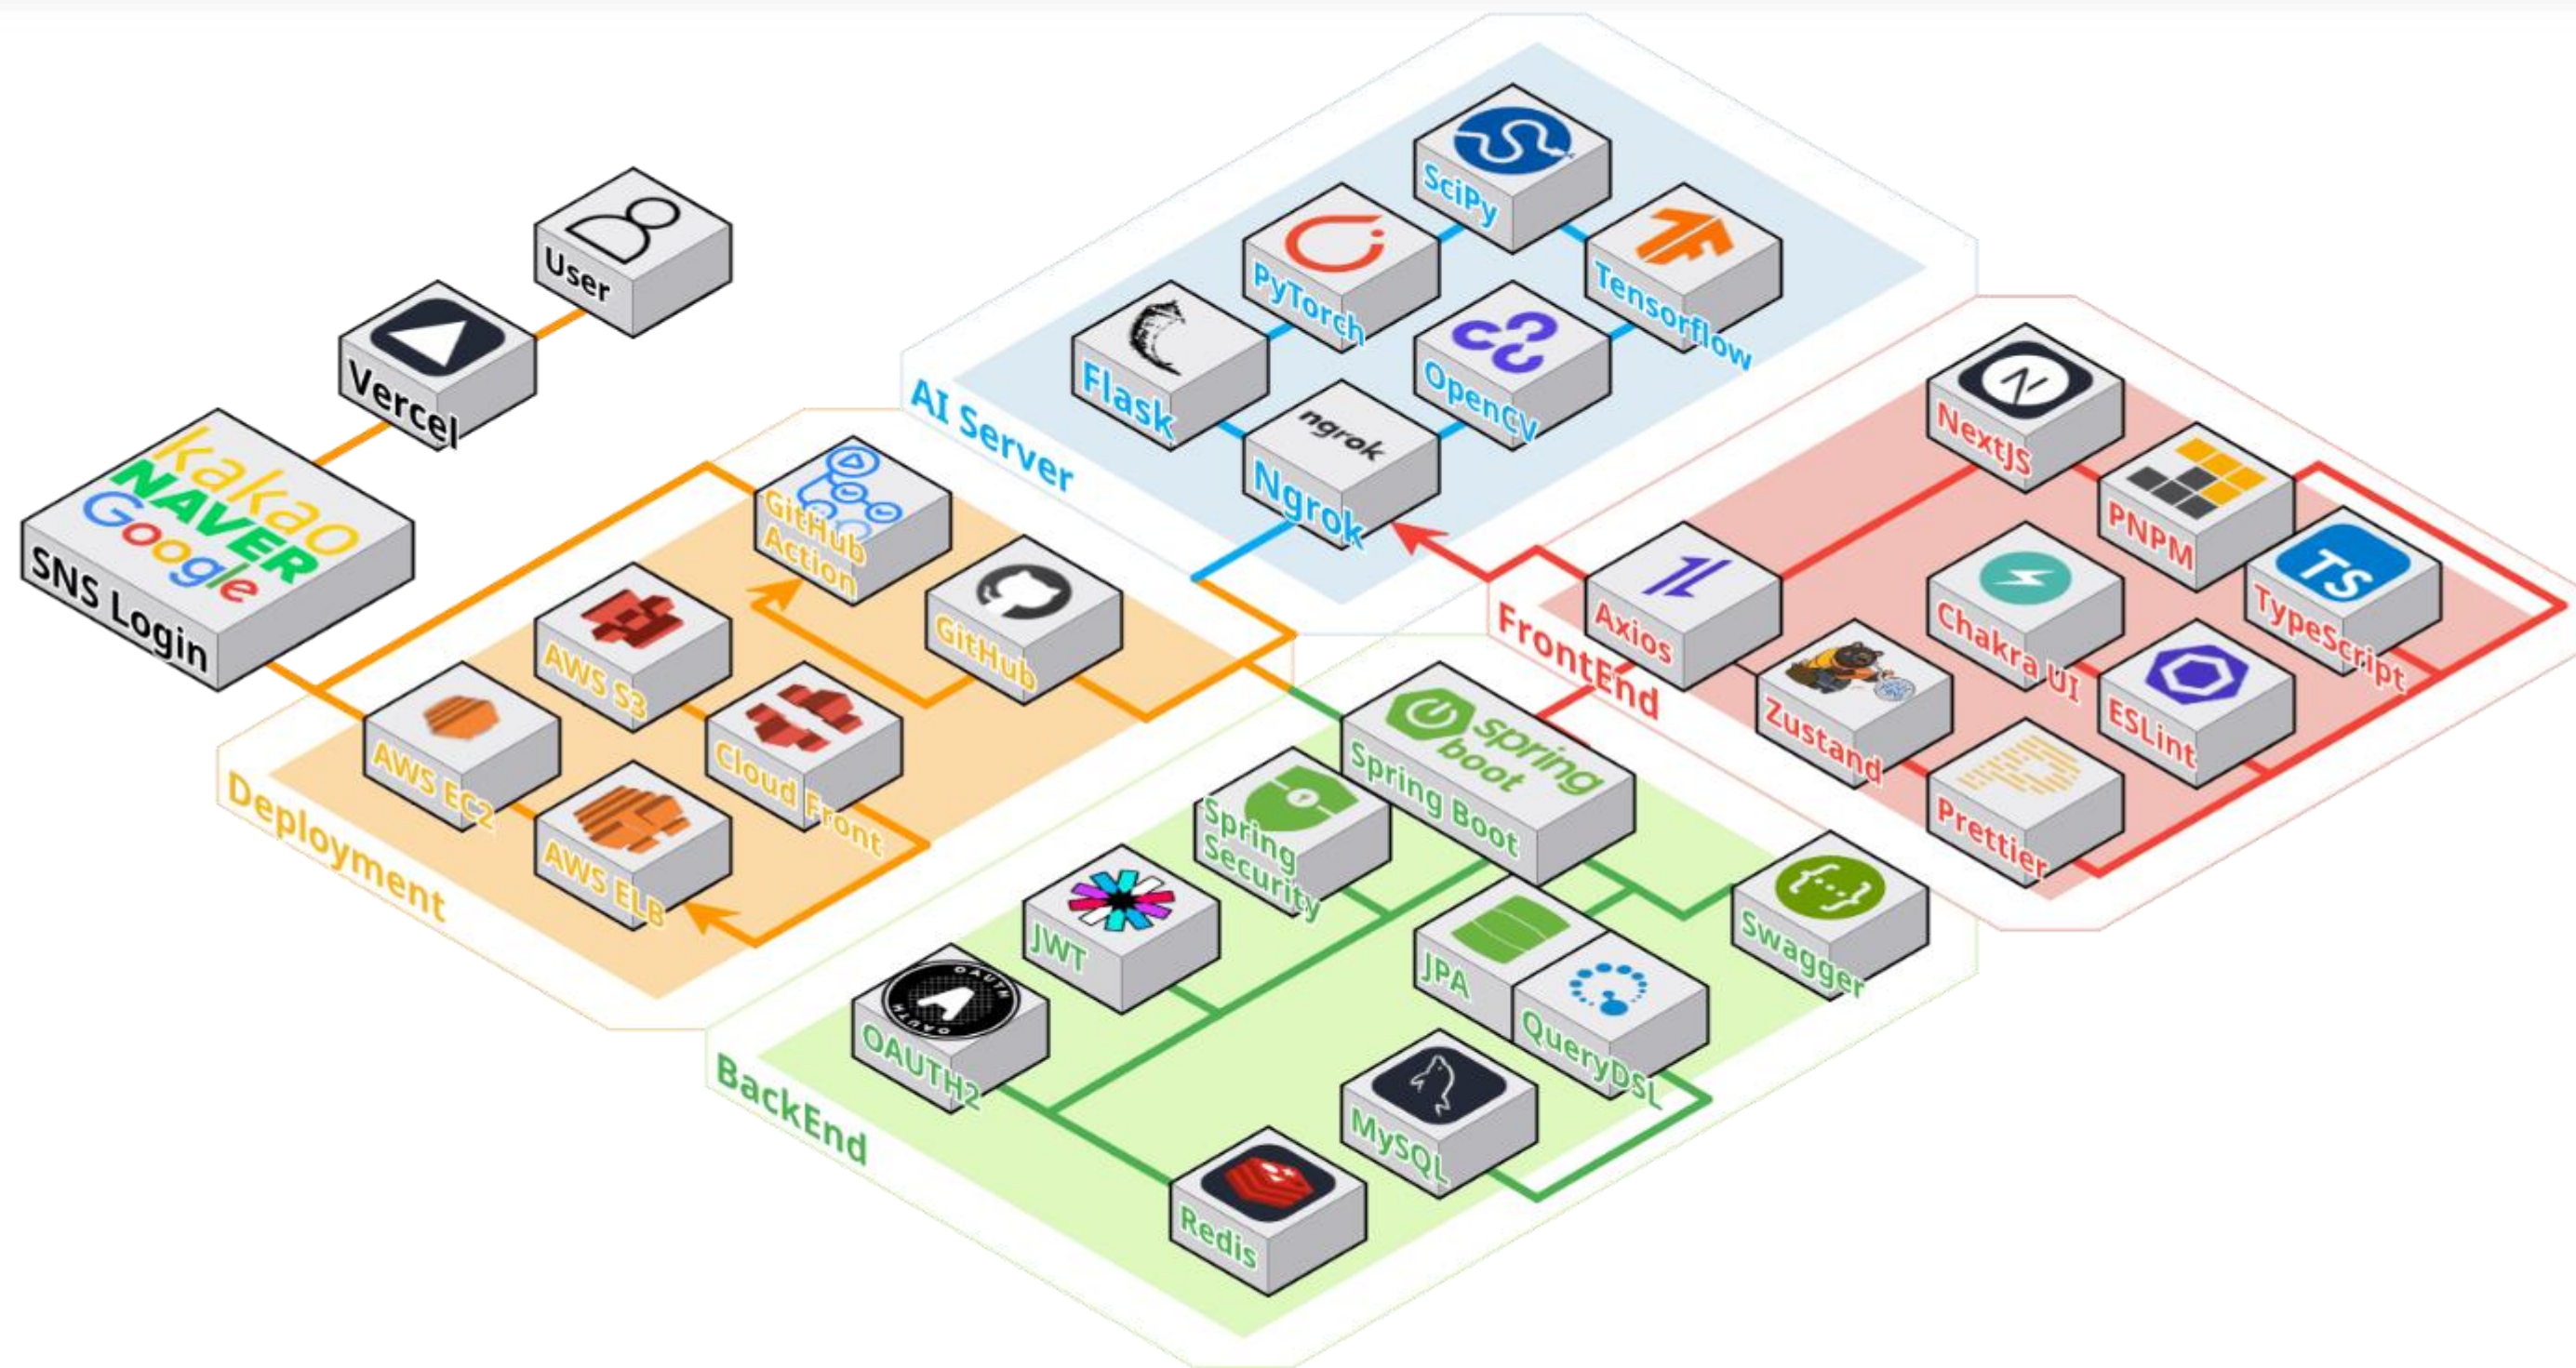 User
Vercel
kakao
NAVER
Google
SNS Login
SciPy
PyTorch
Tensorflow
Flask
OpenCV
ngrok
Ngrok
AI Server
GitHub
Action
GitHub
AWS S3
Cloud Front
AWS EC2
AWS ELB
Deployment
NextJS
PNPM
TS
TypeScript
Axios
Chakra UI
Zustand
ESLint
Prettier
FrontEnd
spring
boot
Spring Boot
Spring
Security
JWT
OAUTH
OAUTH
OAUTH2
JPA
QueryDSL
Swagger
MySQL
Redis
BackEnd